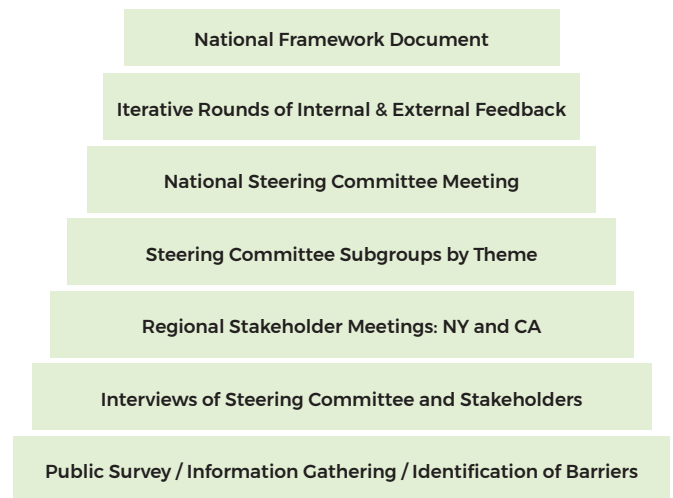 National Framework Document
Iterative Rounds of Internal & External Feedback
National Steering Committee Meeting
Steering Committee Subgroups by Theme
Regional Stakeholder Meetings: NY and CA
Interviews of Steering Committee and Stakeholders
Public Survey / Information Gathering / Identification of Barriers